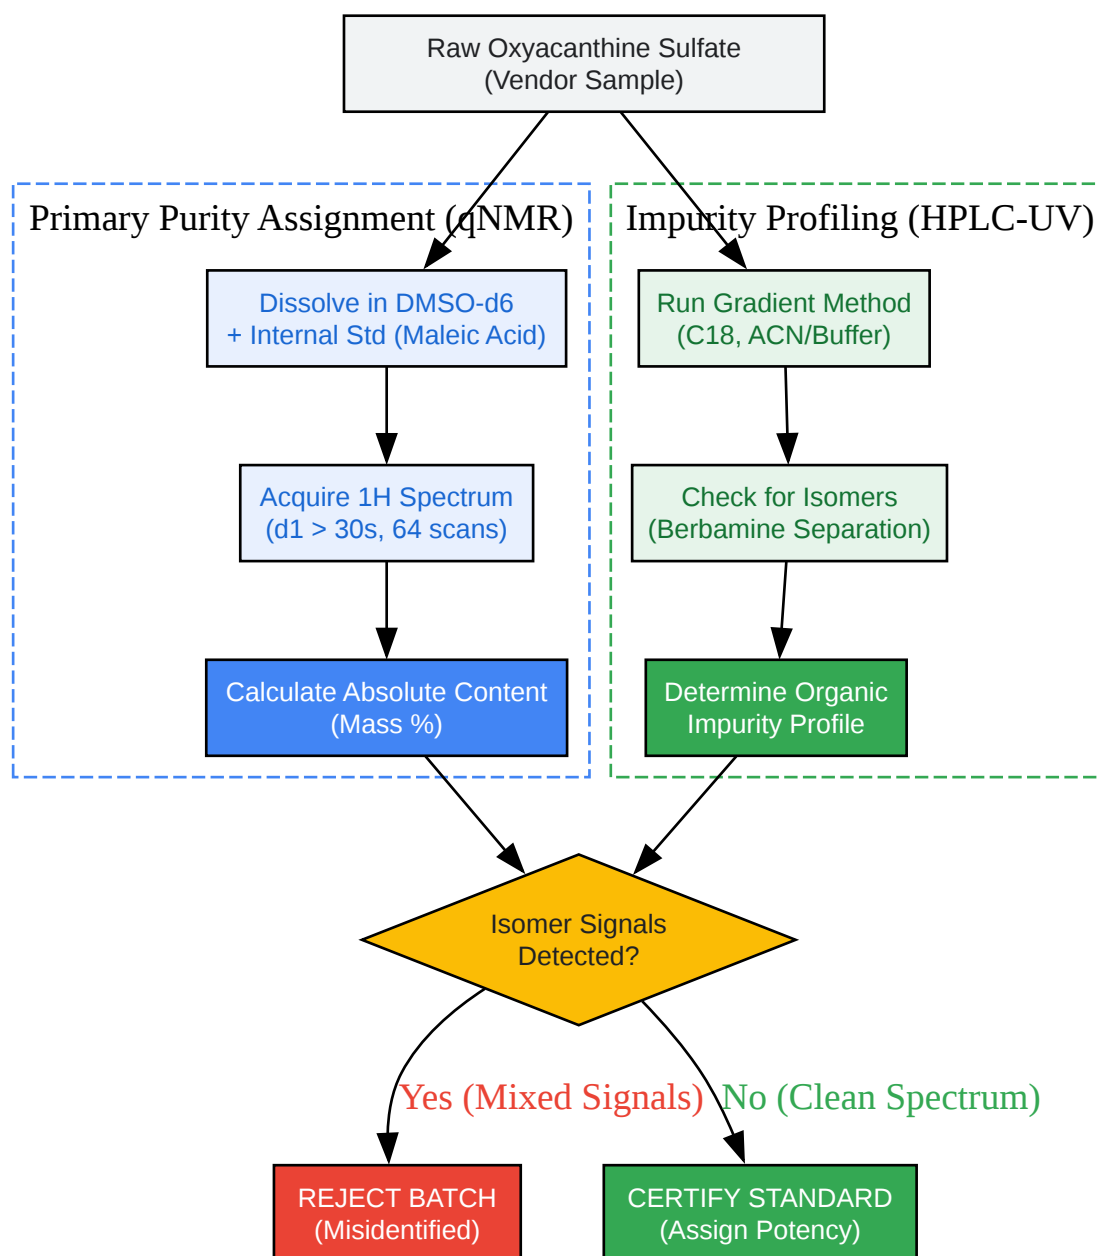 Raw Oxyacanthine Sulfate
(Vendor Sample)
Primary Purity Assignment (qNMR)
Dissolve in DMSO-d6
+ Internal Std (Maleic Acid)
Acquire 1H Spectrum
(d1 > 30s, 64 scans)
Calculate Absolute Content
(Mass %)
Impurity Profiling (HPLC-UV)
Run Gradient Method
(C18, ACN/Buffer)
Check for Isomers
(Berbamine Separation)
Determine Organic
Impurity Profile
Isomer Signals
Detected?
Yes (Mixed Signals)
No (Clean Spectrum)
REJECT BATCH
(Misidentified)
CERTIFY STANDARD
(Assign Potency)